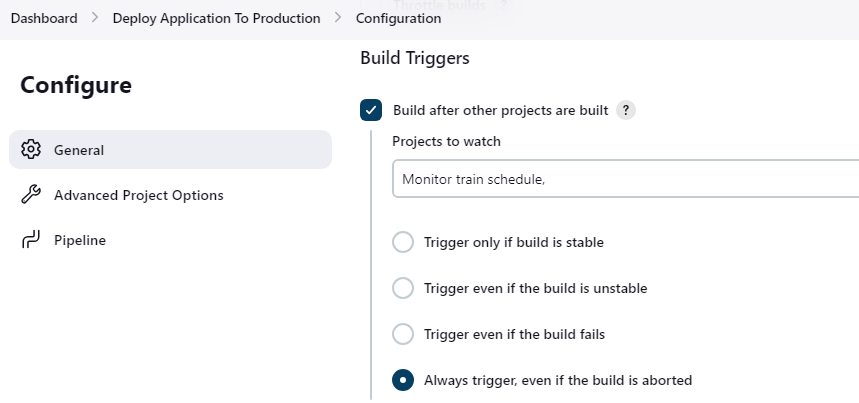 Throttle builds ?
Dashboard > Deploy Application To Production > Configuration
Configure
General
Advanced Project Options
Pipeline
Build Triggers
Build after other projects are built ?
Projects to watch
Monitor train schedule,
Trigger only if build is stable
Trigger even if the build is unstable
Trigger even if the build fails
Always trigger, even if the build is aborted